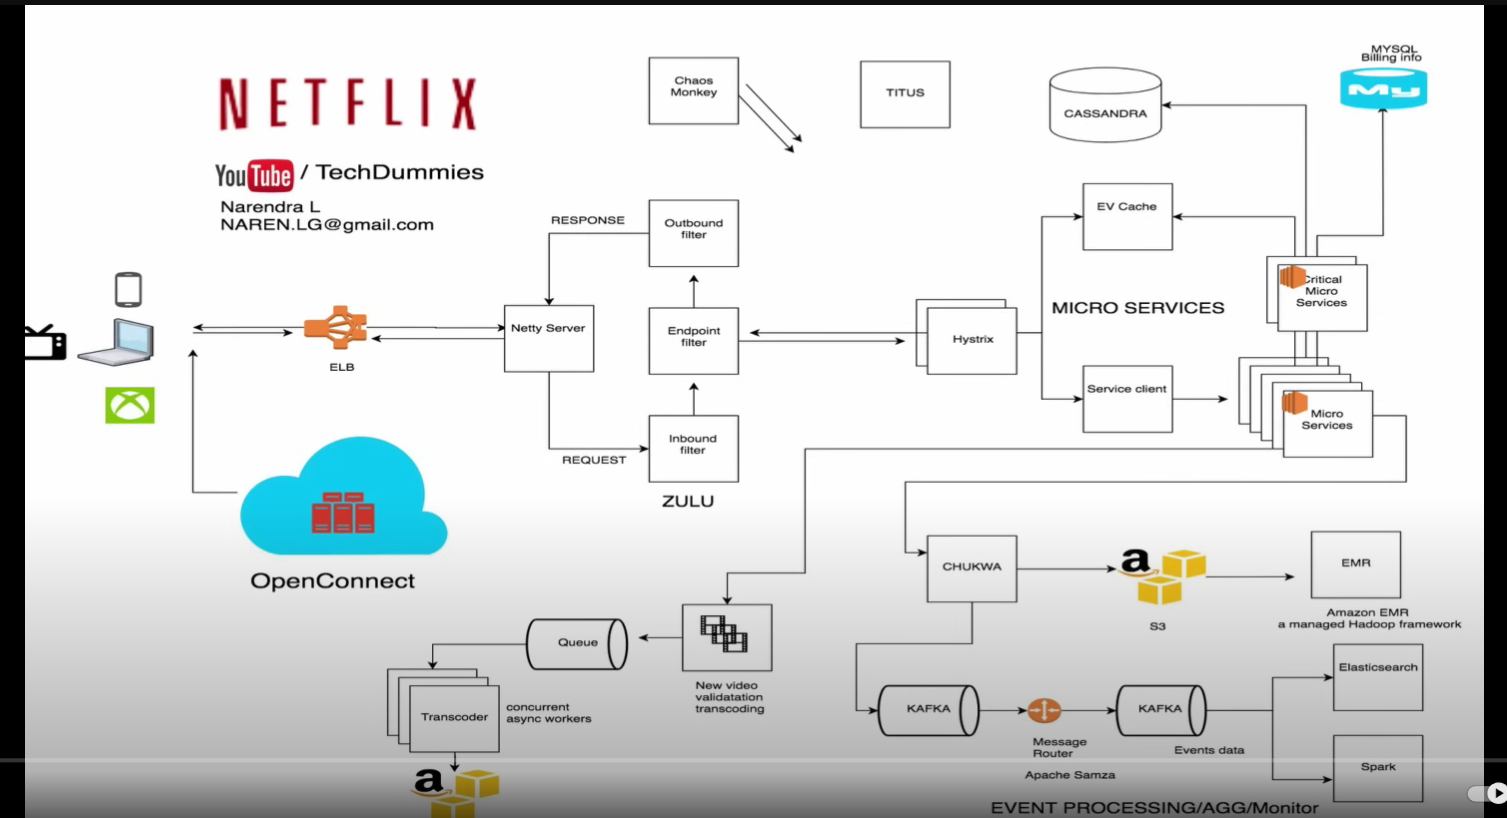 NETFLIX
YouTube / TechDummies
Narendra L
NAREN.LG@gmail.com
Chaos
Monkey
TITUS
CASSANDRA
MYSQL
Billing info
My
RESPONSE
Outbound
filter
EV Cache
Critical
Micro
Services
MICRO SERVICES
ELB
Netty Server
Endpoint
filter
Hystrix
Service client
Micro
Services
REQUEST
Inbound
filter
ZULU
OpenConnect
CHUKWA
a
S3
EMR
Amazon EMR
a managed Hadoop framework
Queue
New video
validatation
transcoding
Transcoder
concurrent
async workers
a
KAFKA
Message
Router
Apache Samza
KAFKA
Events data
Elasticsearch
Spark
EVENT PROCESSING/AGG/Monitor